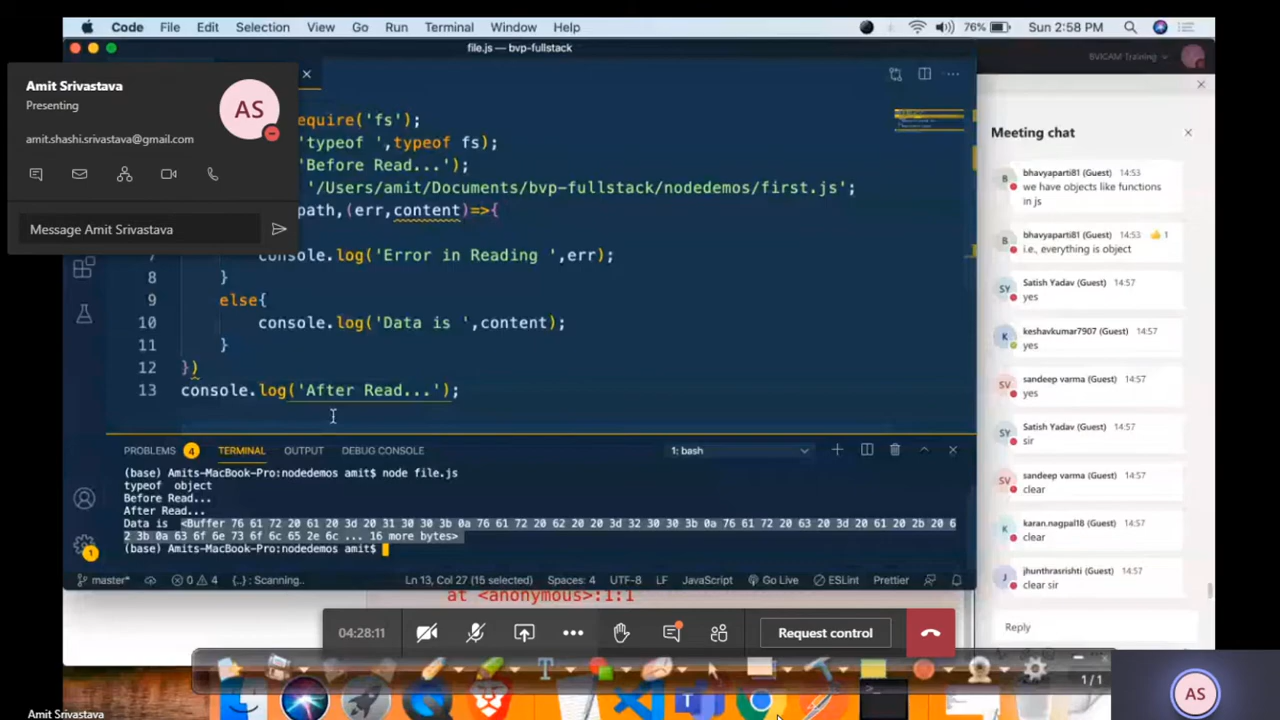 Code File Edit Selection View Go Run Terminal Window Help
76% Sun 2:58 PM
file.js — bvp-fullstack
BVICAM Training
Amit Srivastava
Presenting
AS
amit.shashi.srivastava@gmail.com
Message Amit Srivastava
equire('fs');
'typeof ',typeof fs);
'Before Read...');
'/Users/amit/Documents/bvp-fullstack/nodedemos/first.js';
path,(err,content)=>{
7 console.log('Error in Reading ',err);
8 }
9 else{
10 console.log('Data is ',content);
11 }
12 })
13 console.log('After Read...');
PROBLEMS 4 TERMINAL OUTPUT DEBUG CONSOLE 1: bash
(base) Amits-MacBook-Pro:nodedemos amit$ node file.js
typeof object
Before Read...
After Read...
Data is <Buffer 76 61 72 20 61 20 3d 20 31 30 30 3b 0a 76 61 72 20 62 20 20 3d 32 30 30 3b 0a 76 61 72 20 63 20 3d 20 61 20 2b 20 6
2 3b 0a 63 6f 6e 73 6f 6c 65 2e 6c ... 16 more bytes>
(base) Amits-MacBook-Pro:nodedemos amit$
1
master* 0 4 {..} : Scanning.. Ln 13, Col 27 (15 selected) Spaces: 4 UTF-8 LF JavaScript Go Live ESLint Prettier
at <anonymous>:1:1
04:28:11 Request control
Meeting chat
B bhavyaparti81 (Guest) 14:53
we have objects like functions
in js
B bhavyaparti81 (Guest) 14:53 1
i.e., everything is object
SY Satish Yadav (Guest) 14:57
yes
K keshavkumar7907 (Guest) 14:57
yes
SV sandeep varma (Guest) 14:57
yes
SY Satish Yadav (Guest) 14:57
sir
SV sandeep varma (Guest) 14:57
clear
K karan.nagpal18 (Guest) 14:57
clear
J jhunthrasrishti (Guest) 14:57
clear sir
Reply
1/1
AS
Amit Srivastava